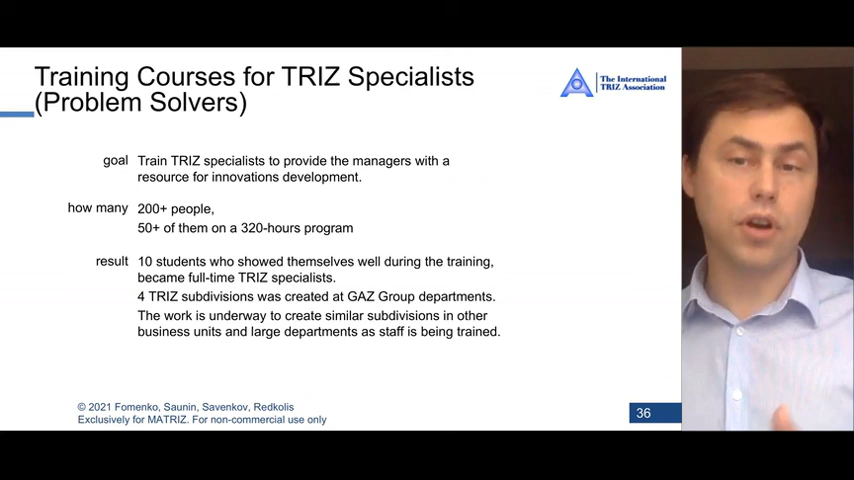 Training Courses for TRIZ Specialists
(Problem Solvers)
The International
TRIZ Association
goal Train TRIZ specialists to provide the managers with a
resource for innovations development.
how many 200+ people,
50+ of them on a 320-hours program
result 10 students who showed themselves well during the training,
became full-time TRIZ specialists.
4 TRIZ subdivisions was created at GAZ Group departments.
The work is underway to create similar subdivisions in other
business units and large departments as staff is being trained.
© 2021 Fomenko, Saunin, Savenkov, Redkolis
Exclusively for MATRIZ. For non-commercial use only
36